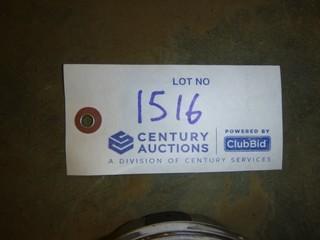 LOT NO
1516
CENTURY
AUCTIONS
POWERED BY
ClubBid
A DIVISION OF CENTURY SERVICES